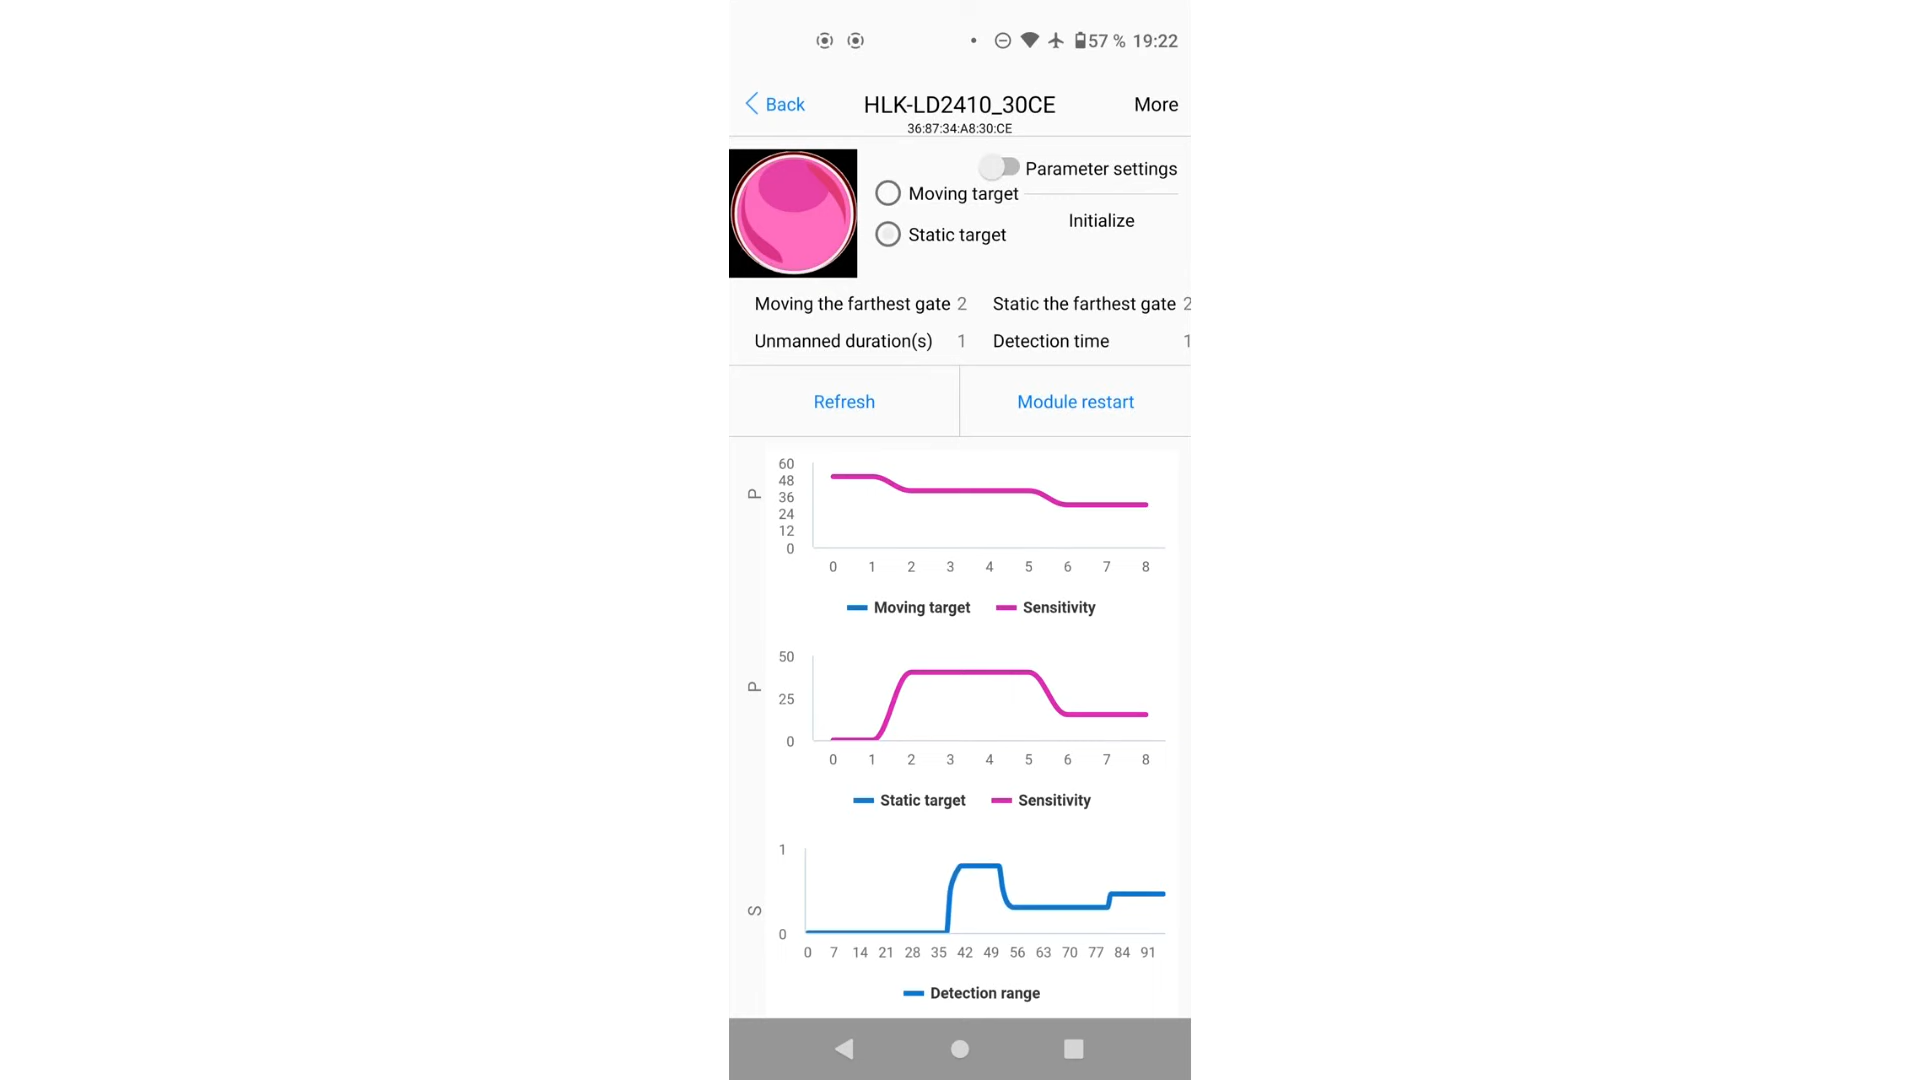 57 % 19:22
Back HLK-LD2410_30CE More
36:87:34:A8:30:CE
Parameter settings
Moving target
Initialize
Static target
Moving the farthest gate 2 Static the farthest gate 2
Unmanned duration(s) 1 Detection time 1
Refresh Module restart
P
60
48
36
24
12
0
0 1 2 3 4 5 6 7 8
Moving target Sensitivity
P
50
25
0
0 1 2 3 4 5 6 7 8
Static target Sensitivity
S
1
0
0 7 14 21 28 35 42 49 56 63 70 77 84 91
Detection range